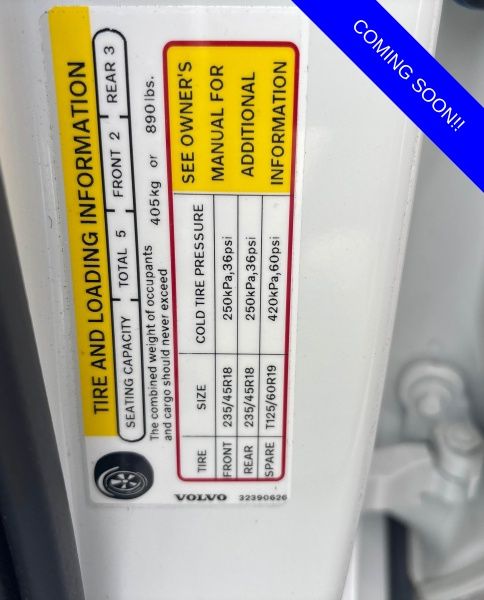 COMING SOON!!
TIRE AND LOADING INFORMATION
SEATING CAPACITY TOTAL 5 FRONT 2 REAR 3
The combined weight of occupants
and cargo should never exceed 405kg or 890lbs.
TIRE SIZE COLD TIRE PRESSURE
FRONT 235/45R18 250kPa,36psi
REAR 235/45R18 250kPa,36psi
SPARE T125/60R19 420kPa,60psi
SEE OWNER'S
MANUAL FOR
ADDITIONAL
INFORMATION
VOLVO 32390626